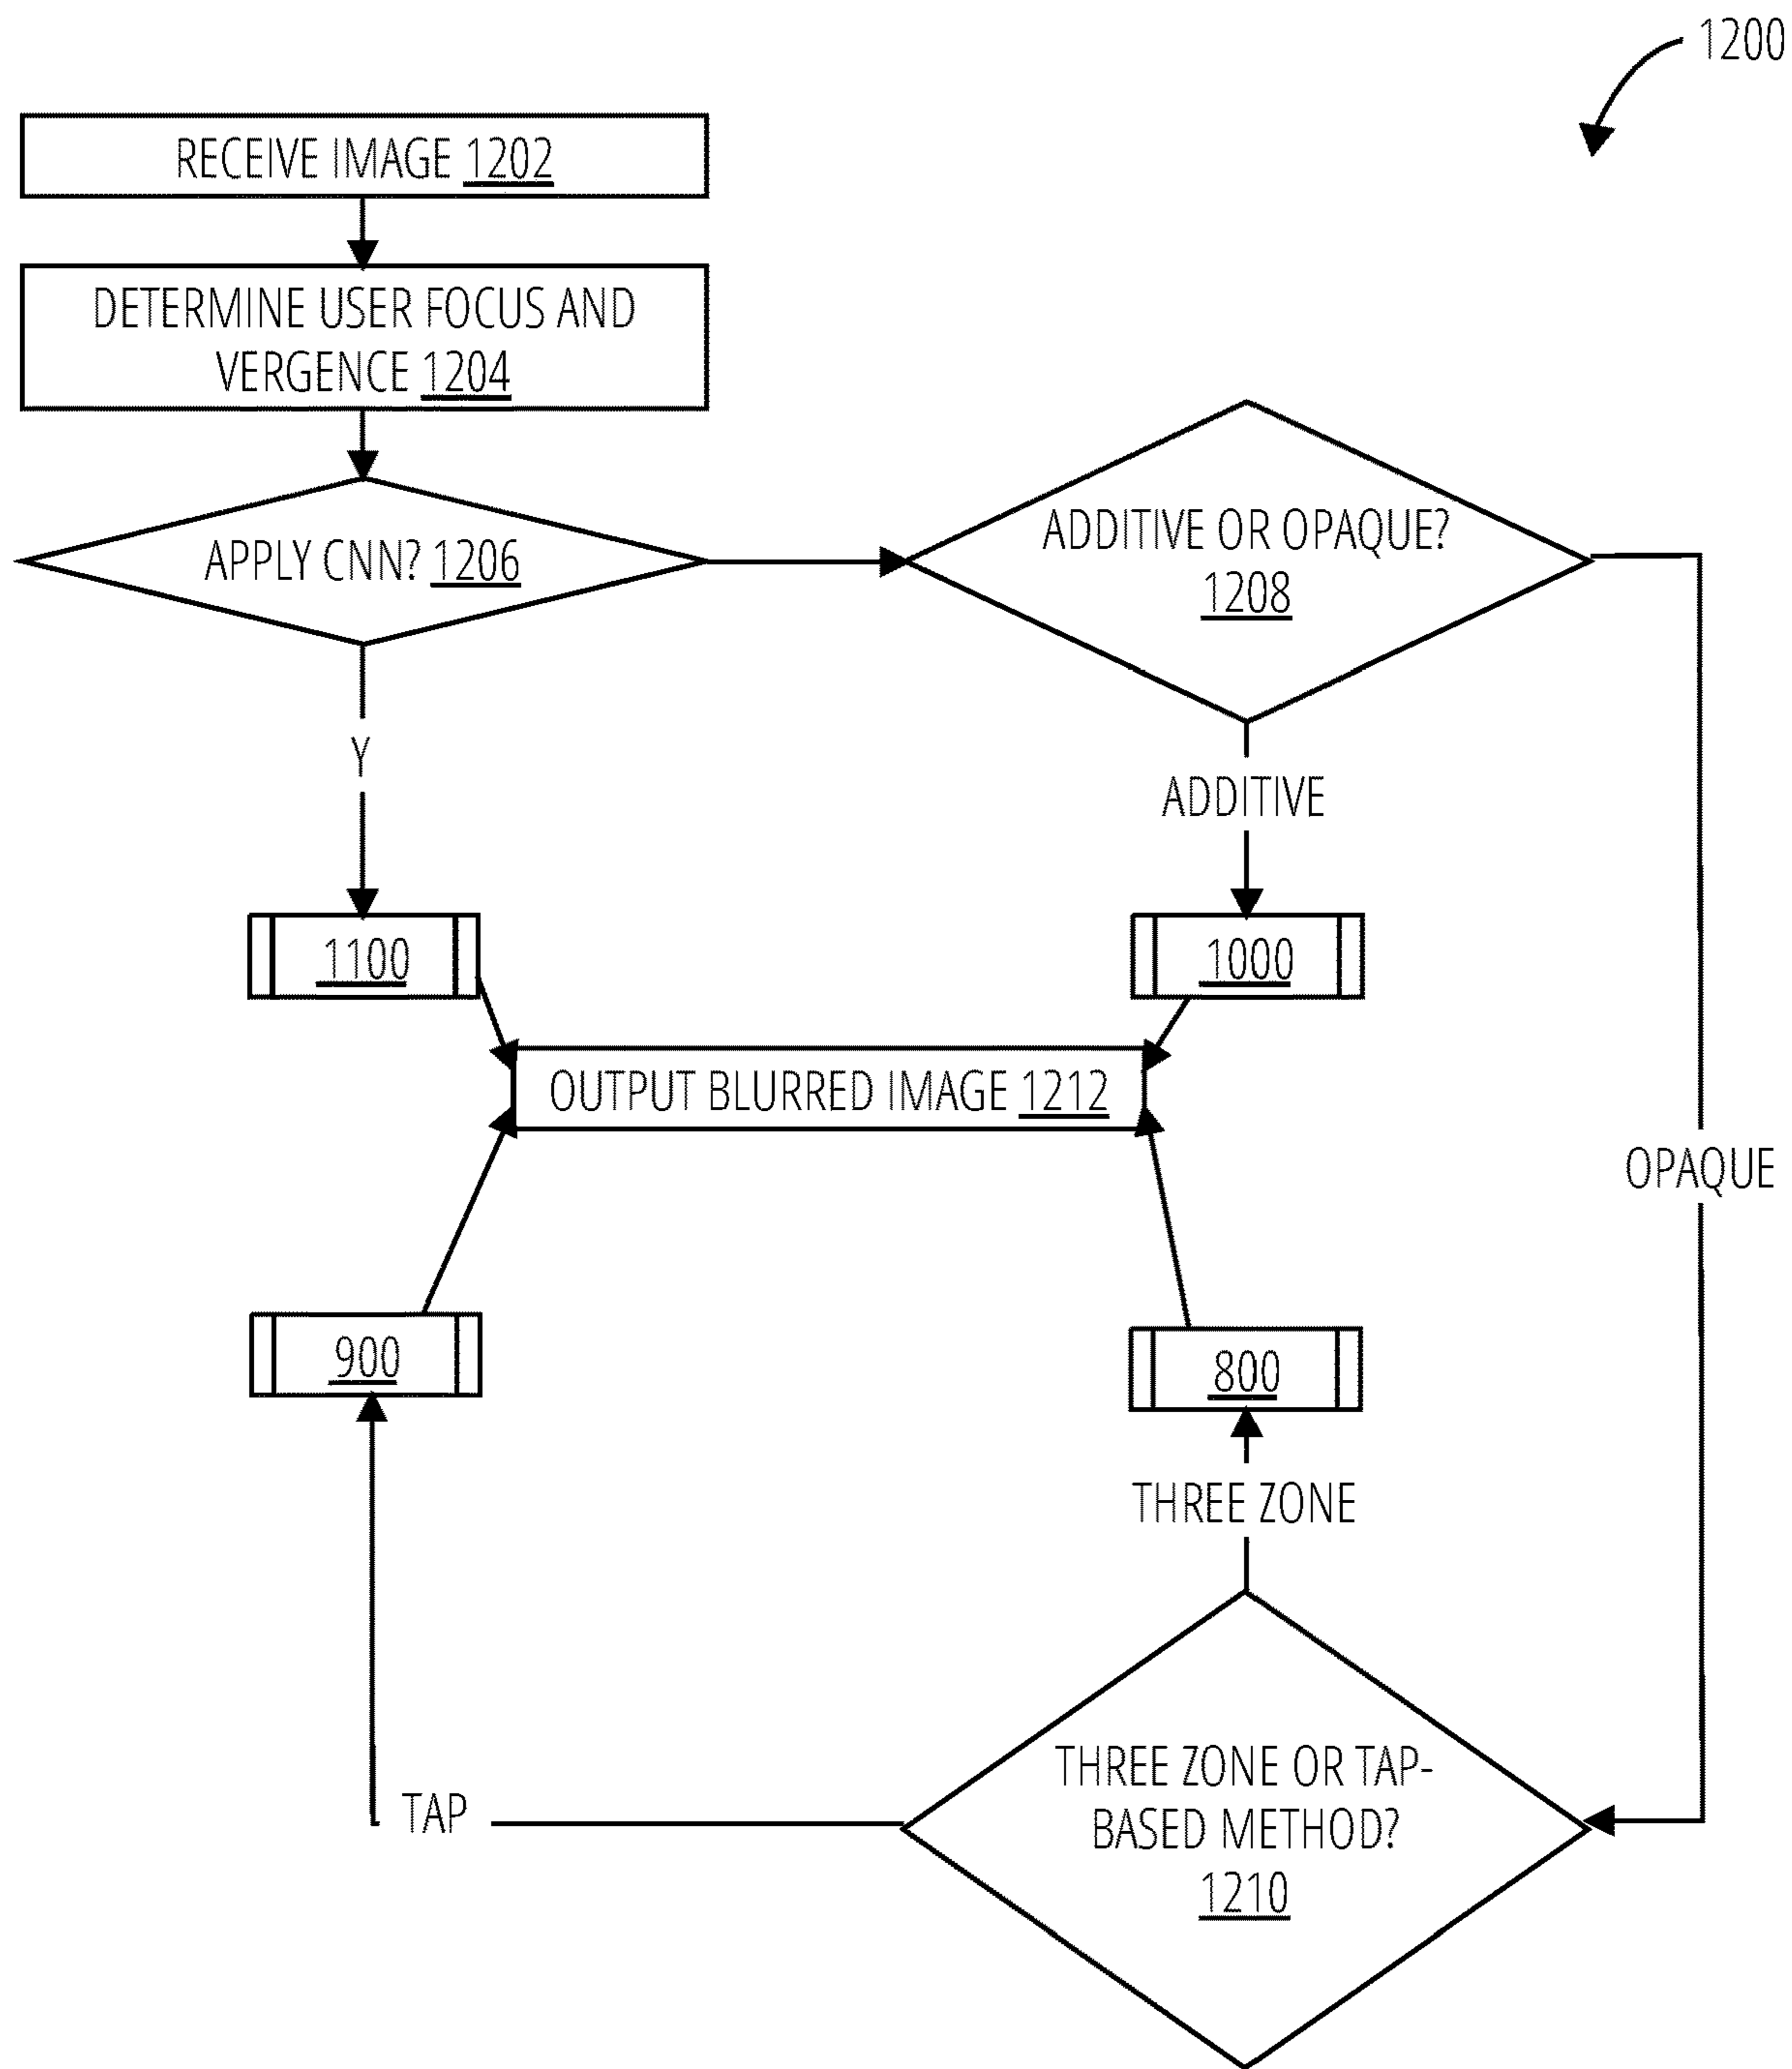 1200
RECEIVE IMAGE 1202
DETERMINE USER FOCUS AND
VERGENCE 1204
APPLY CNN? 1206
ADDITIVE OR OPAQUE?
1208
Y
ADDITIVE
1100
1000
OUTPUT BLURRED IMAGE 1212
OPAQUE
900
800
THREE ZONE
THREE ZONE OR TAP-
BASED METHOD?
1210
TAP